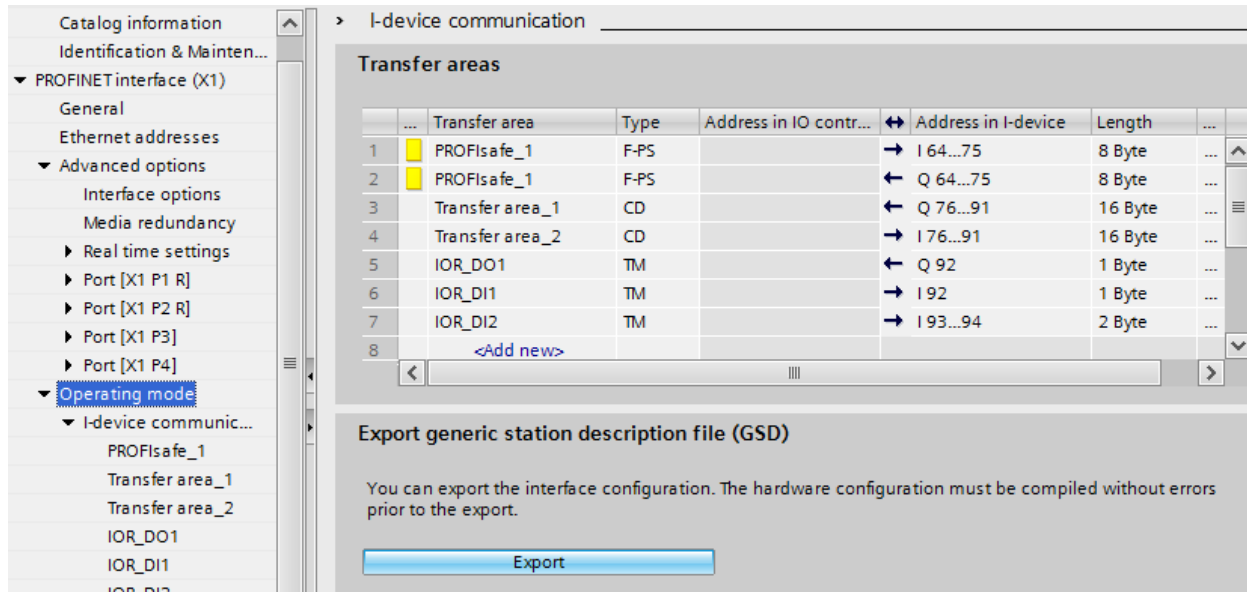 Catalog information
Identification & Mainten...
PROFINET interface (X1)
General
Ethernet addresses
Advanced options
Interface options
Media redundancy
Real time settings
Port [X1 P1 R]
Port [X1 P2 R]
Port [X1 P3]
Port [X1 P4]
Operating mode
I-device communic...
PROFIsafe_1
Transfer area_1
Transfer area_2
IOR_DO1
IOR_DI1
IOR_DI2
I-device communication
Transfer areas
... Transfer area Type Address in IO contr... Address in I-device Length ...
1 PROFIsafe_1 F-PS → I 64...75 8 Byte ...
2 PROFIsafe_1 F-PS ← Q 64...75 8 Byte ...
3 Transfer area_1 CD ← Q 76...91 16 Byte ...
4 Transfer area_2 CD → I 76...91 16 Byte ...
5 IOR_DO1 TM ← Q 92 1 Byte ...
6 IOR_DI1 TM → I 92 1 Byte ...
7 IOR_DI2 TM → I 93...94 2 Byte ...
8 <Add new>
Export generic station description file (GSD)
You can export the interface configuration. The hardware configuration must be compiled without errors
prior to the export.
Export